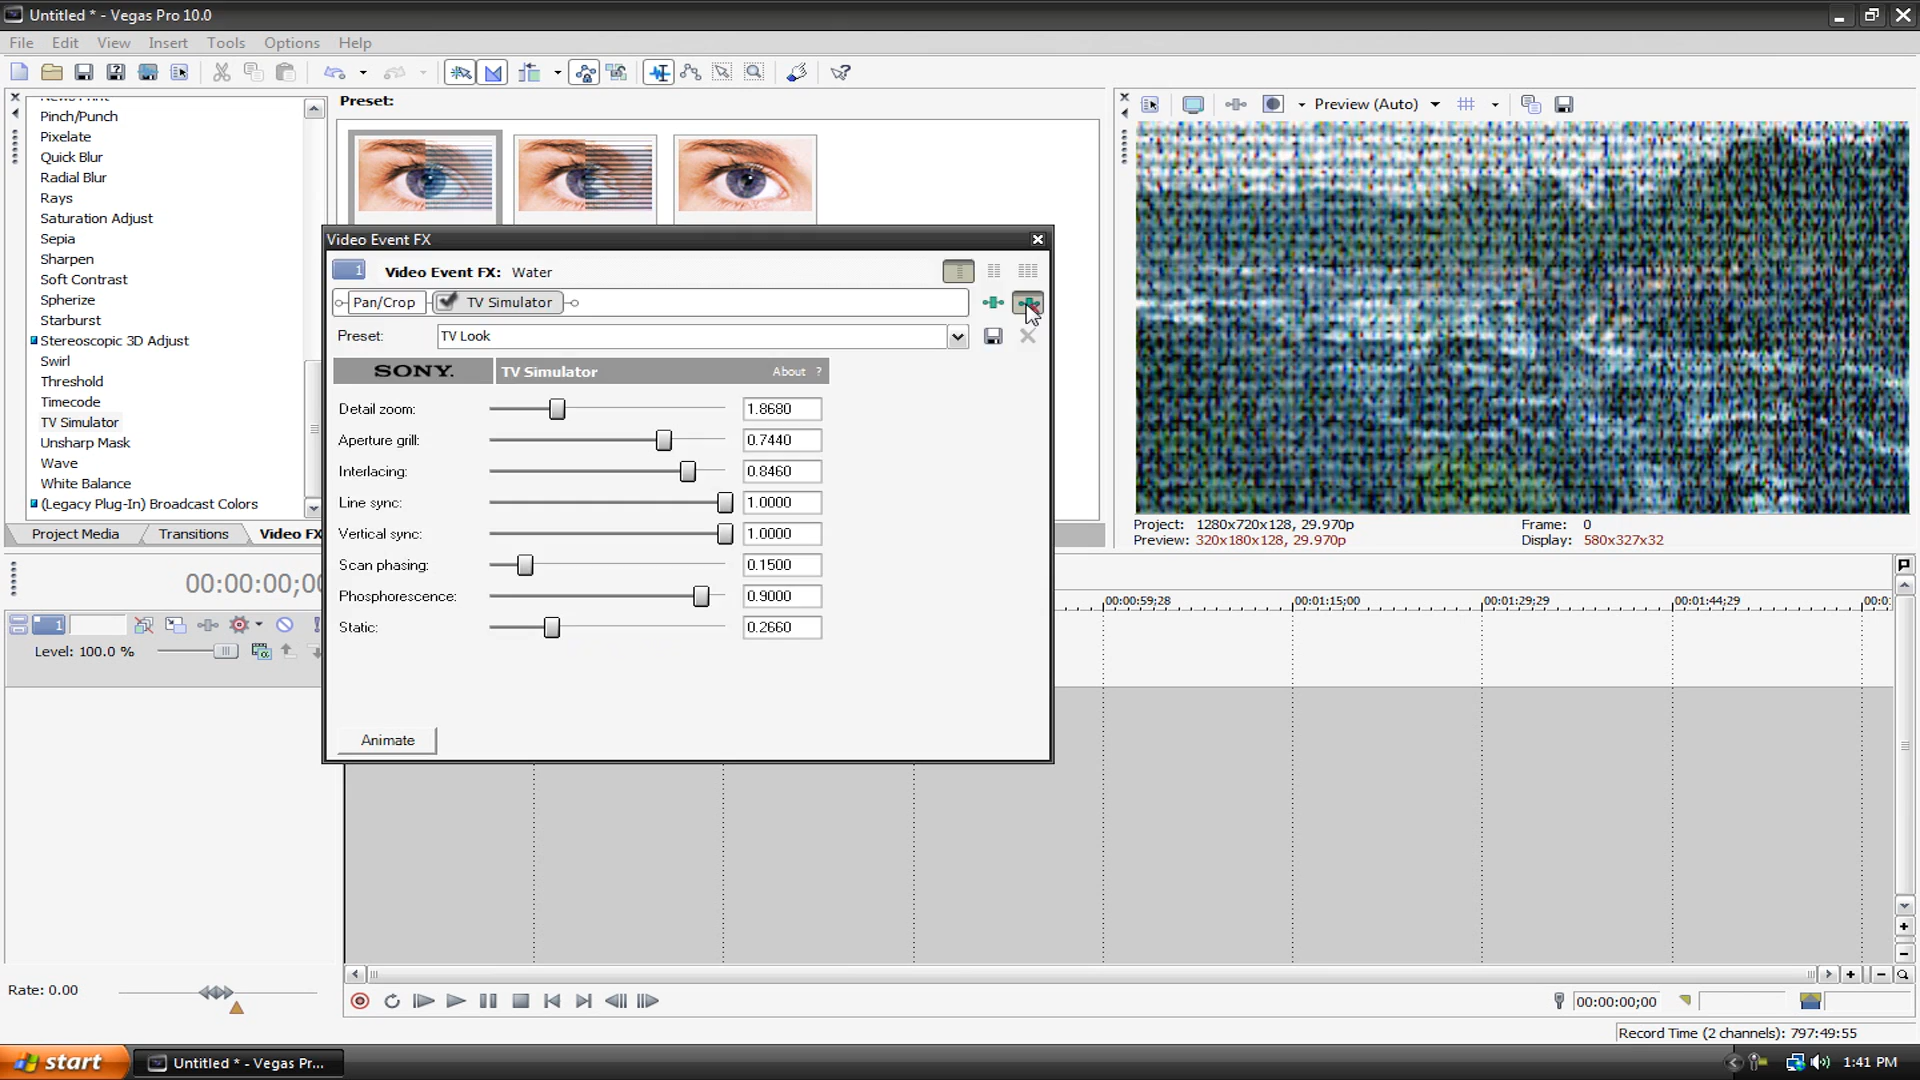 Untitled * - Vegas Pro 10.0
File Edit View Insert Tools Options Help
Pinch/Punch
Pixelate
Quick Blur
Radial Blur
Rays
Saturation Adjust
Sepia
Sharpen
Soft Contrast
Spherize
Starburst
Stereoscopic 3D Adjust
Swirl
Threshold
Timecode
TV Simulator
Unsharp Mask
Wave
White Balance
(Legacy Plug-In) Broadcast Colors
Project Media Transitions Video FX
Preset:
Preview (Auto)
Project: 1280x720x128, 29.970p
Preview: 320x180x128, 29.970p
Frame: 0
Display: 580x327x32
Video Event FX
1 Video Event FX: Water
Pan/Crop TV Simulator
Preset: TV Look
SONY. TV Simulator About ?
Detail zoom: 1.8680
Aperture grill: 0.7440
Interlacing: 0.8460
Line sync: 1.0000
Vertical sync: 1.0000
Scan phasing: 0.1500
Phosphorescence: 0.9000
Static: 0.2660
Animate
00:00:00;0
00:00:59;28 00:01:15;00 00:01:29;29 00:01:44;29
1
Level: 100.0 %
Rate: 0.00
00:00:00;00
Record Time (2 channels): 797:49:55
start Untitled * - Vegas Pr... 1:41 PM